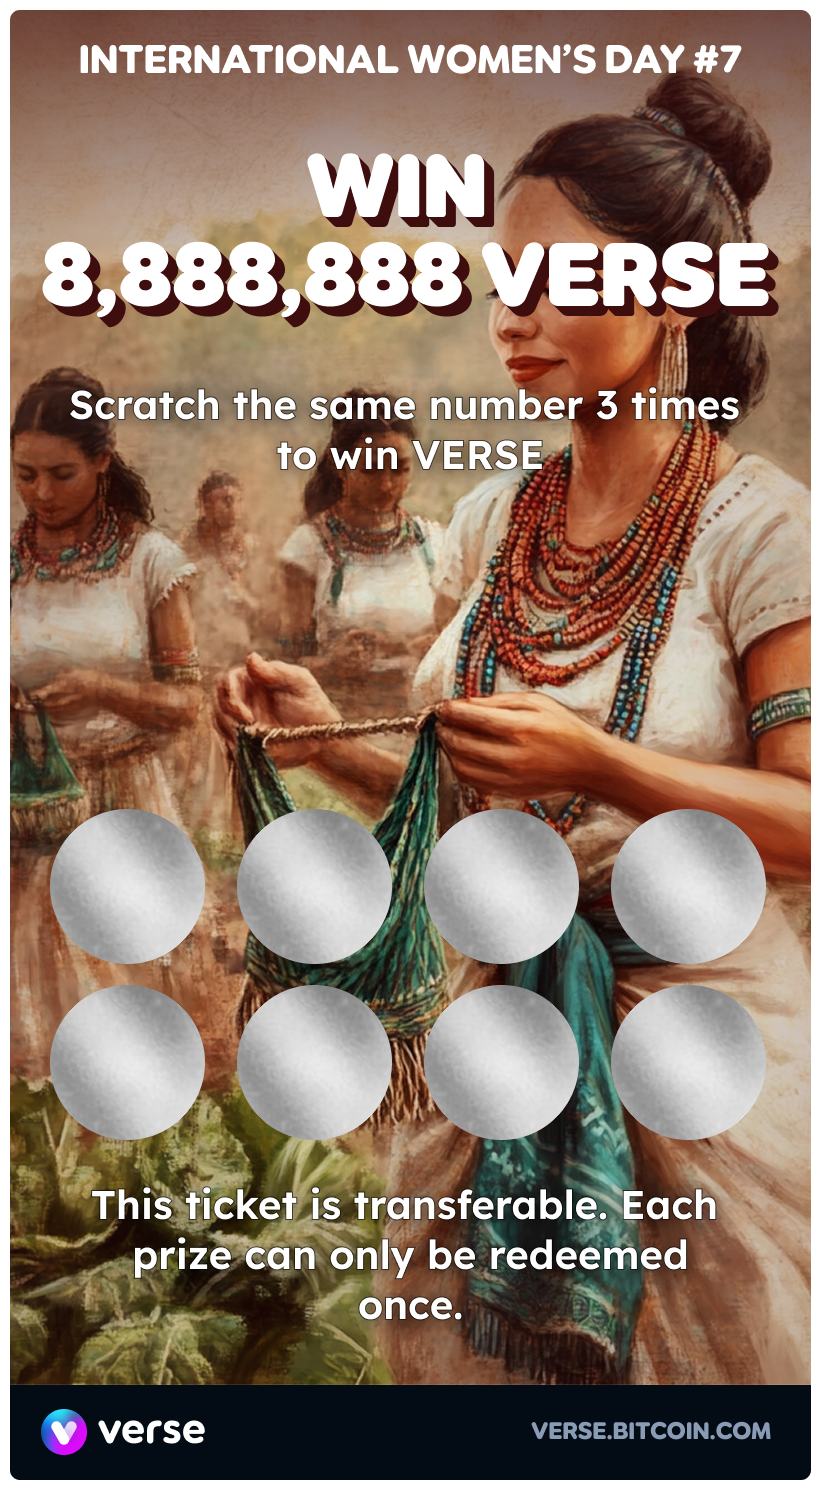 INTERNATIONAL WOMEN’S DAY #7
WIN
8,888,888 VERSE
Scratch the same number 3 times
to win VERSE
This ticket is transferable. Each
prize can only be redeemed
once.
verse
VERSE.BITCOIN.COM